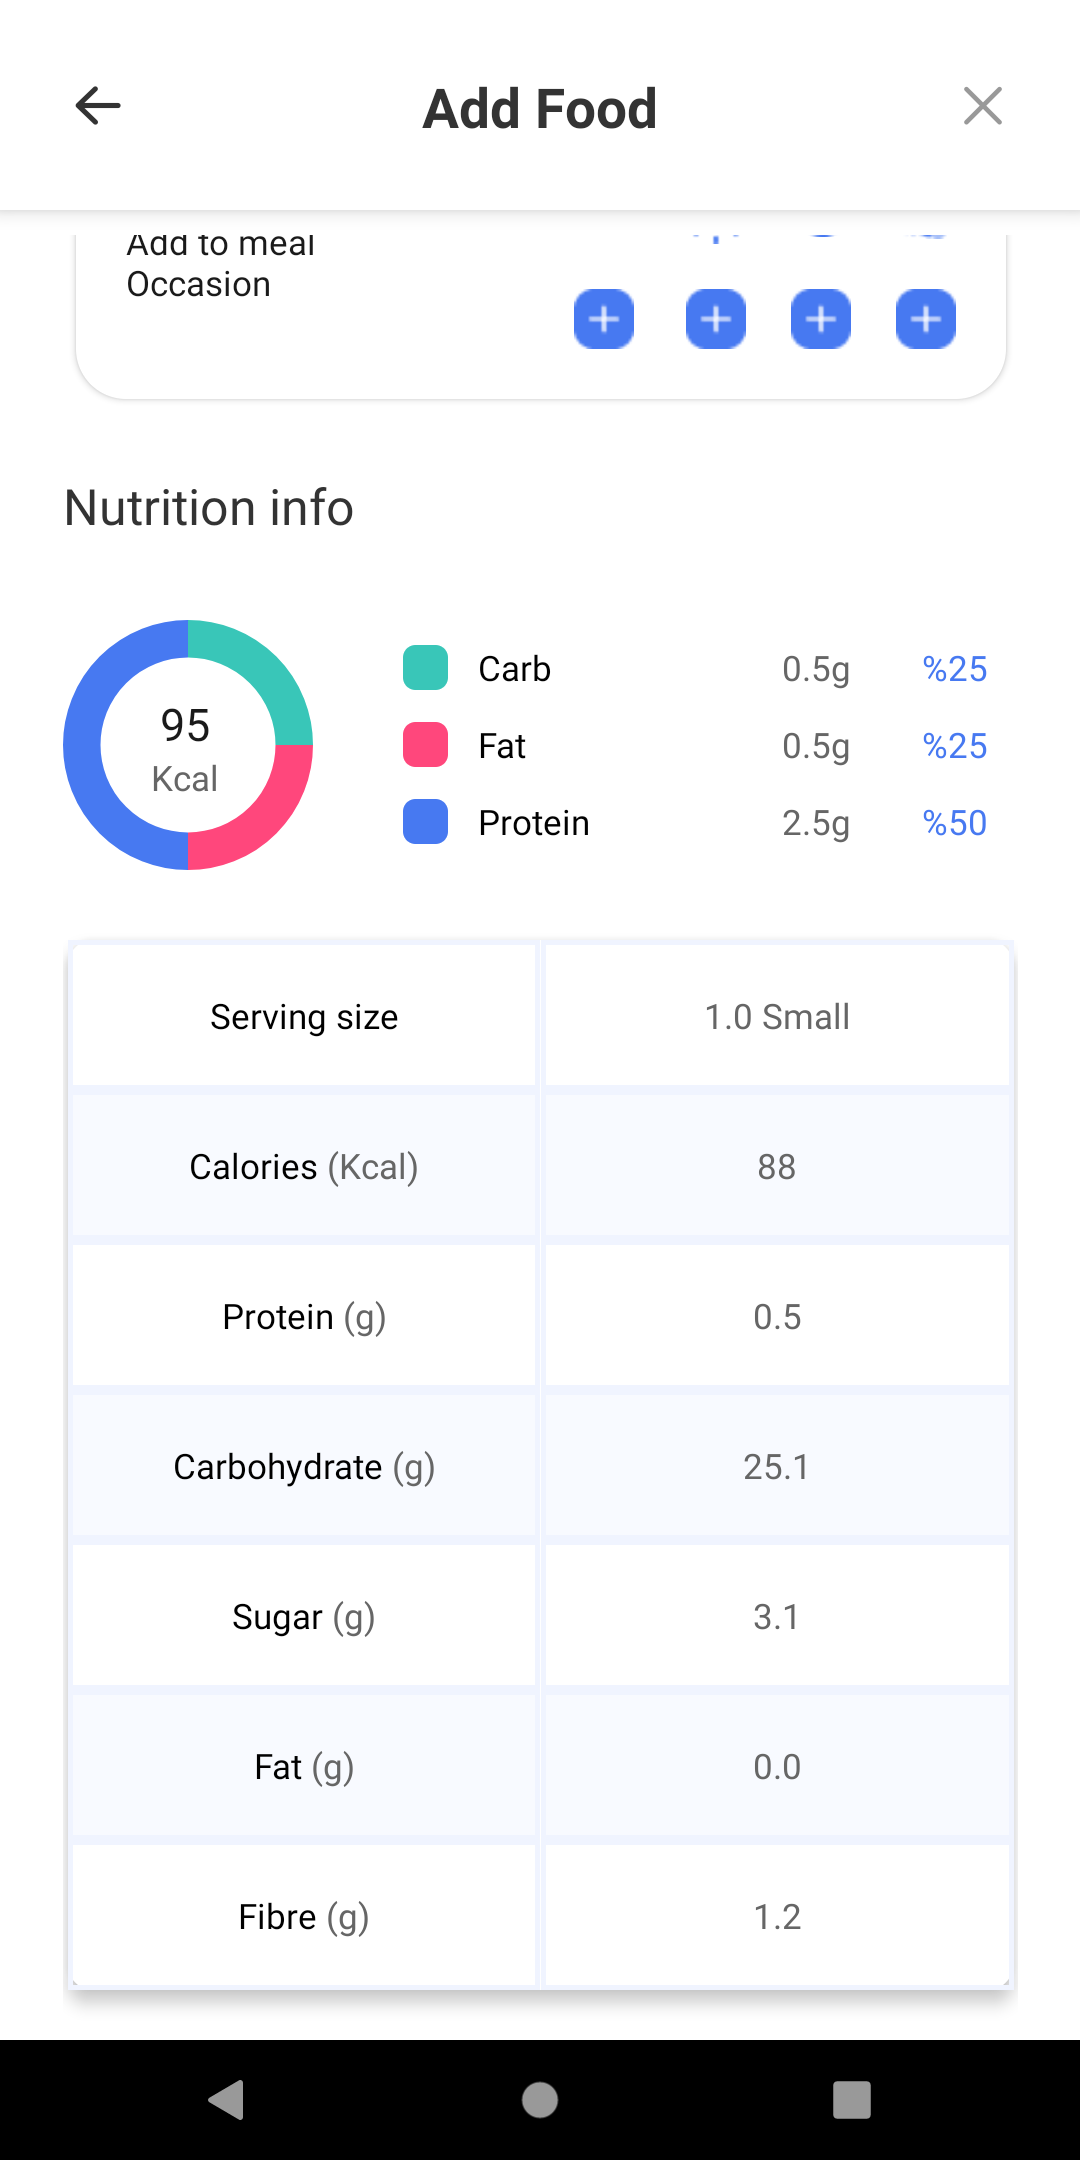 Add Food
Add to meal
Occasion
Nutrition info
95
Kcal
Carb 0.5g %25
Fat 0.5g %25
Protein 2.5g %50
Serving size 1.0 Small
Calories (Kcal) 88
Protein (g) 0.5
Carbohydrate (g) 25.1
Sugar (g) 3.1
Fat (g) 0.0
Fibre (g) 1.2